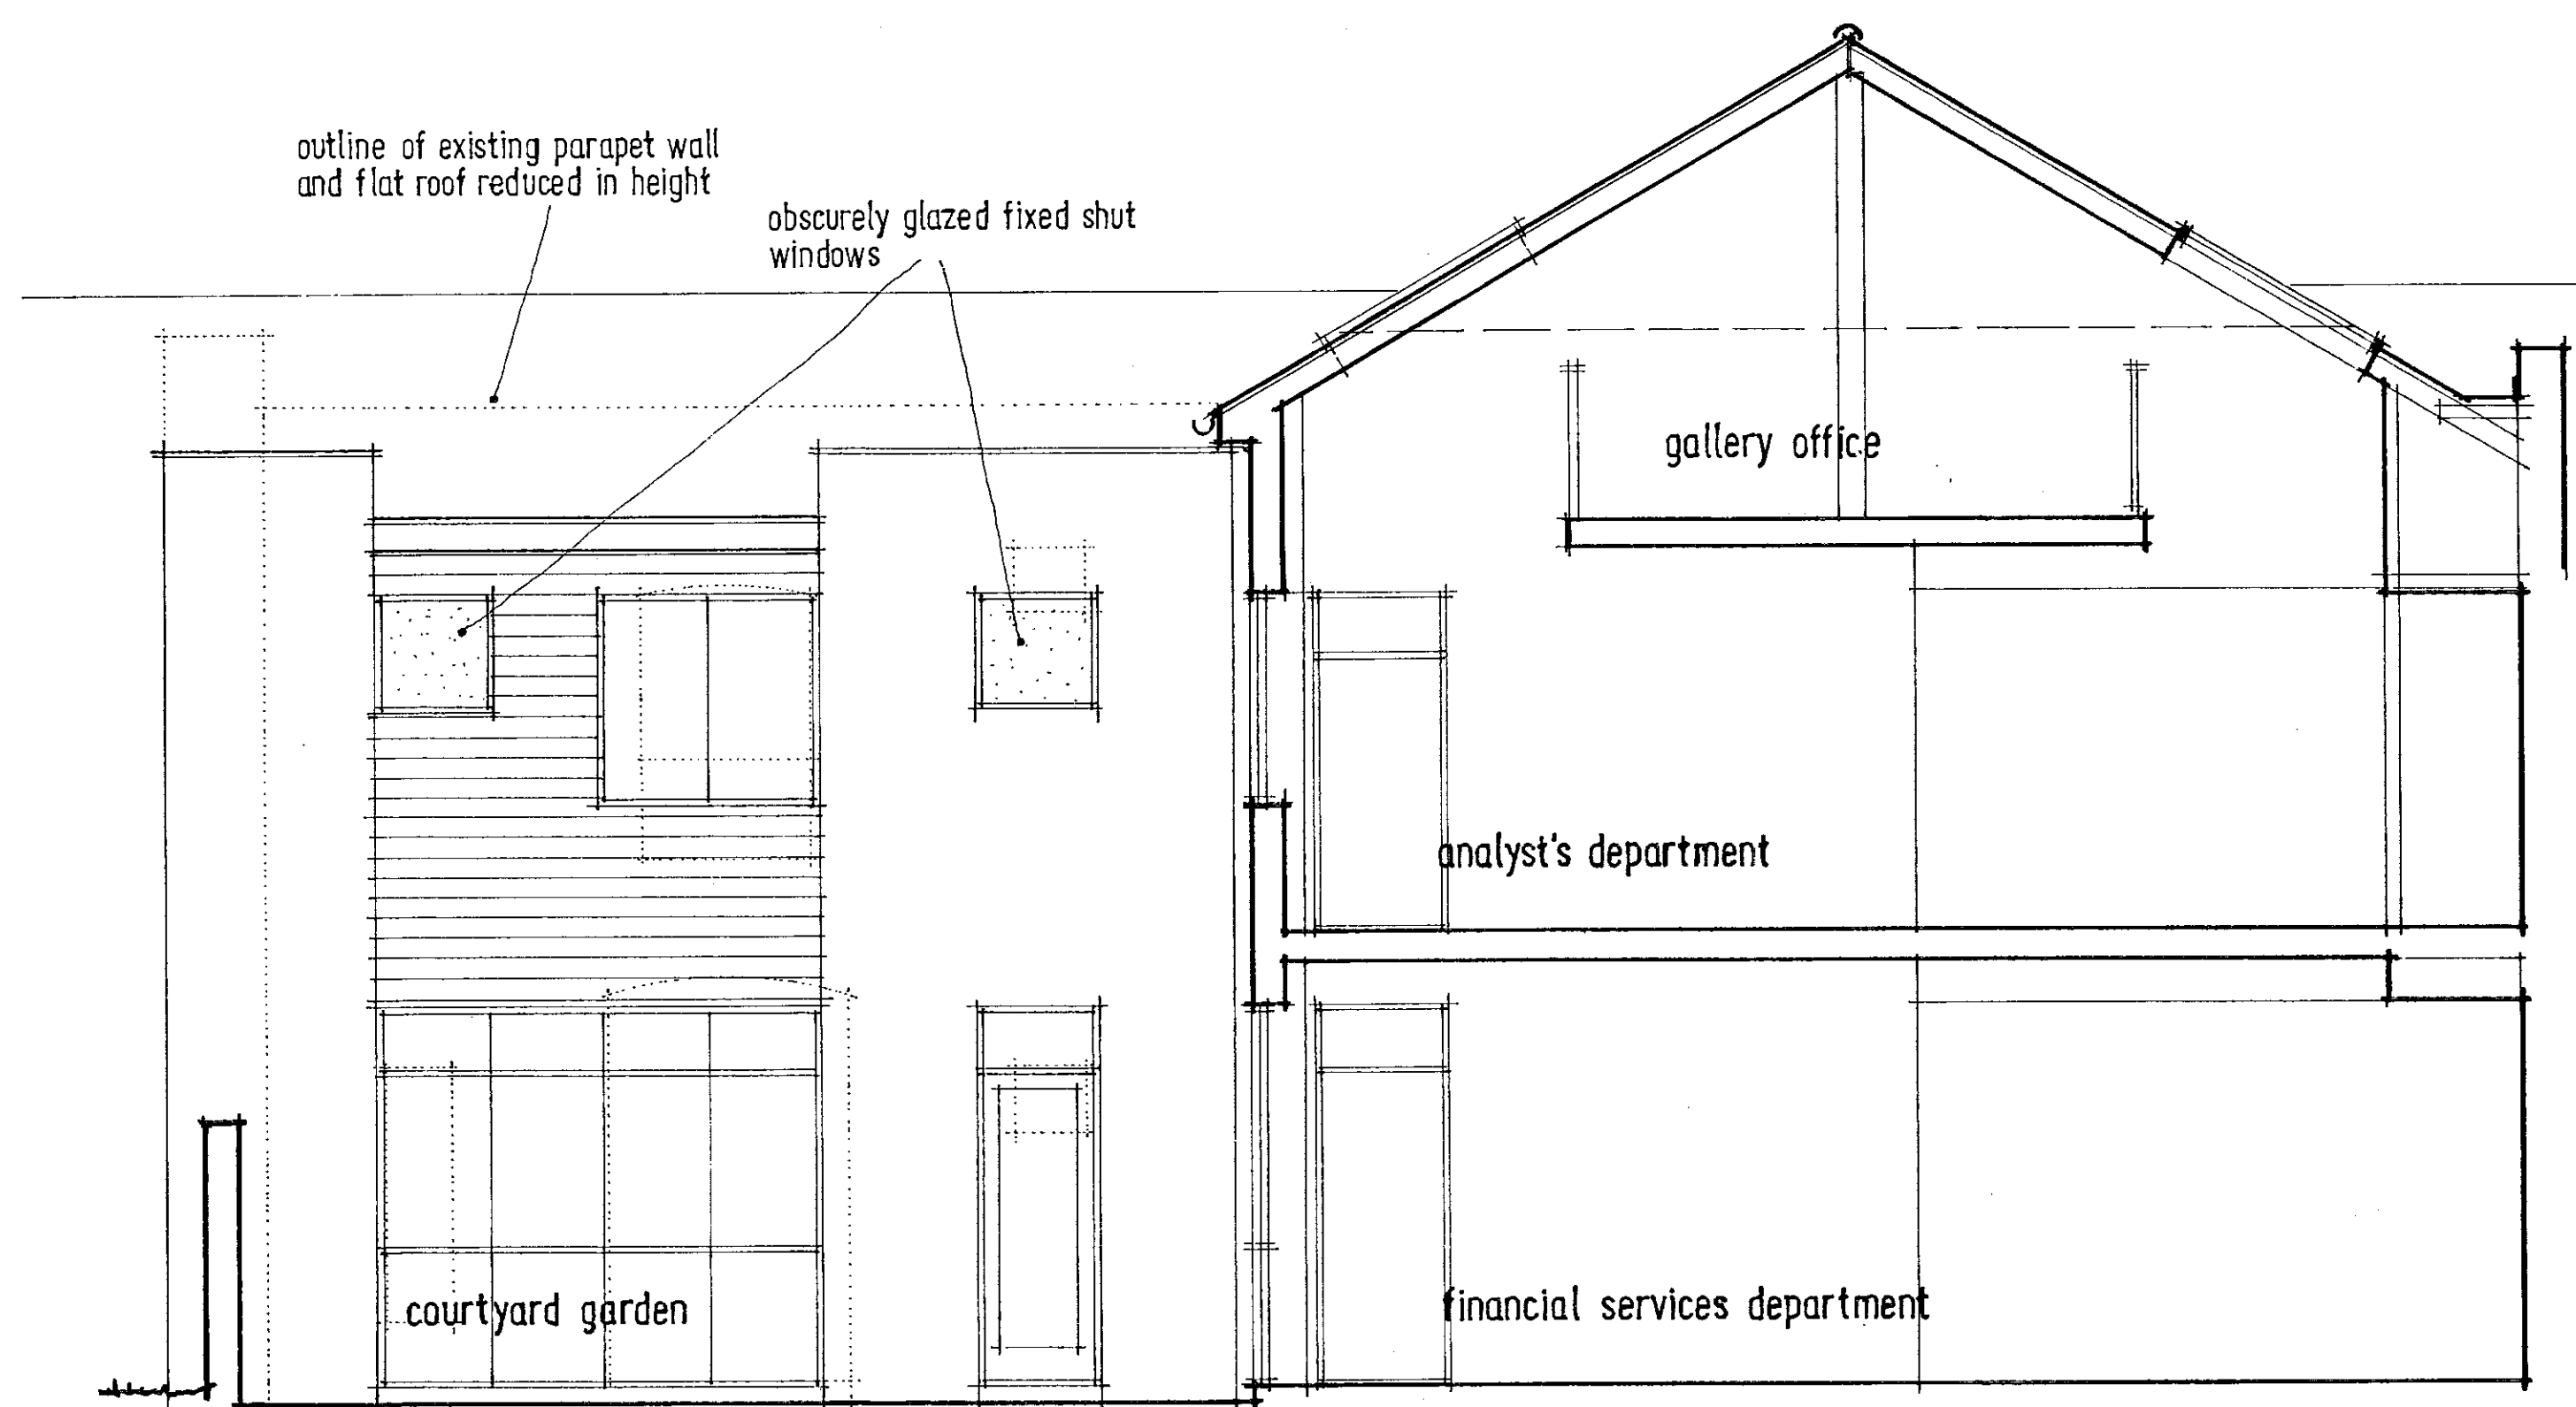 outline of existing parapet wall
and flat roof reduced in height
obscurely glazed fixed shut
windows
gallery office
analyst's department
courtyard garden
financial services department